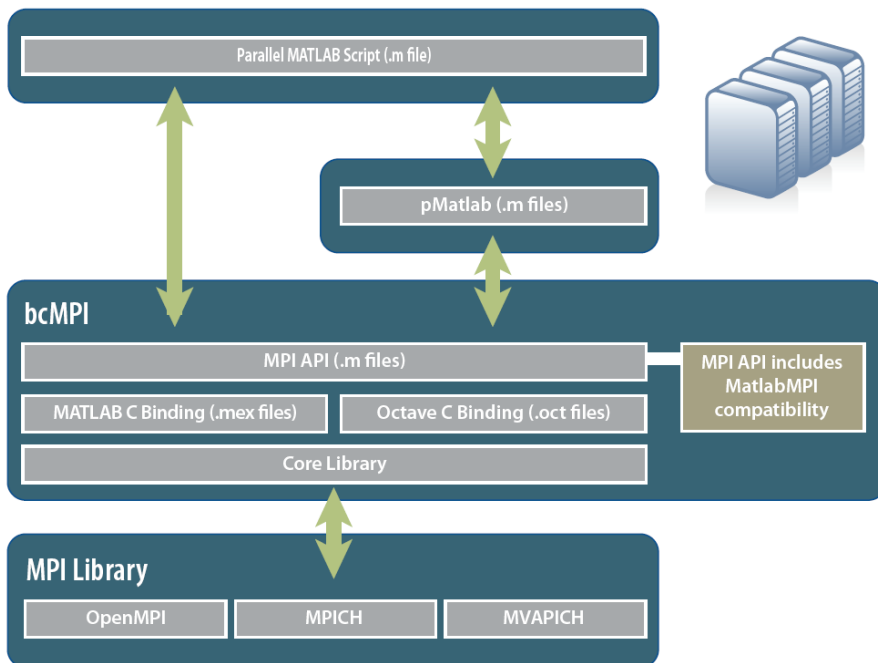 Parallel MATLAB Script (.m file)
pMatlab (.m files)
bcMPI
MPI API (.m files)
MPI API includes
MatlabMPI
compatibility
MATLAB C Binding (.mex files)
Octave C Binding (.oct files)
Core Library
MPI Library
OpenMPI
MPICH
MVAPICH